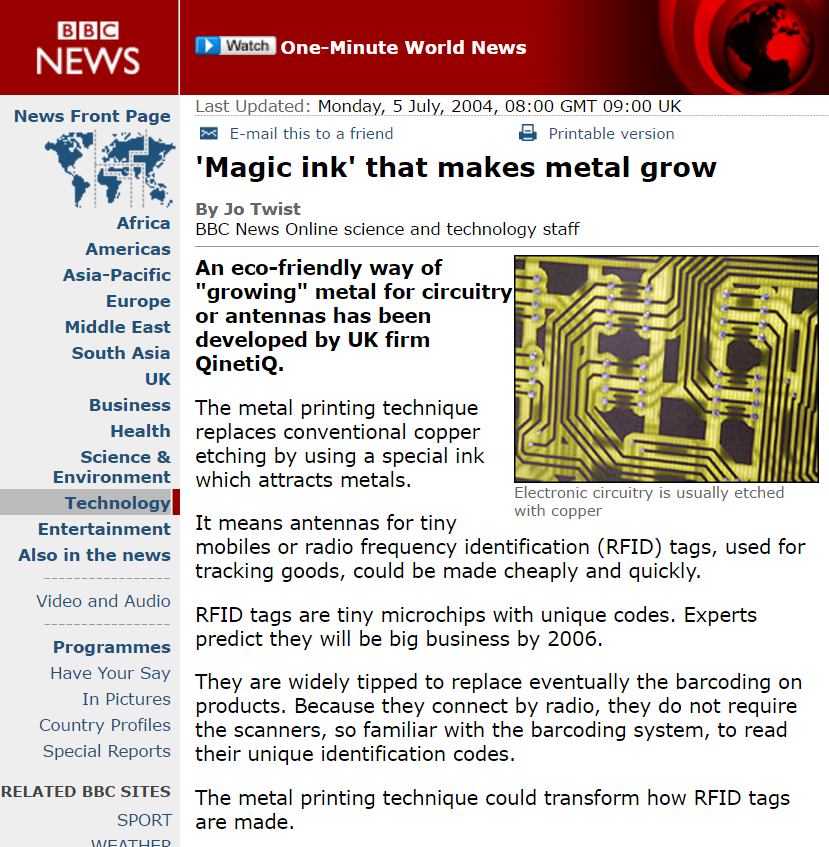 BBC
NEWS
Watch One-Minute World News
News Front Page
Africa
Americas
Asia-Pacific
Europe
Middle East
South Asia
UK
Business
Health
Science &
Environment
Technology
Entertainment
Also in the news
Video and Audio
Programmes
Have Your Say
In Pictures
Country Profiles
Special Reports
RELATED BBC SITES
SPORT
WEATHER
Last Updated: Monday, 5 July, 2004, 08:00 GMT 09:00 UK
E-mail this to a friend
Printable version
'Magic ink' that makes metal grow
By Jo Twist
BBC News Online science and technology staff
An eco-friendly way of
"growing" metal for circuitry
or antennas has been
developed by UK firm
QinetiQ.
The metal printing technique
replaces conventional copper
etching by using a special ink
which attracts metals.
Electronic circuitry is usually etched
with copper
It means antennas for tiny
mobiles or radio frequency identification (RFID) tags, used for
tracking goods, could be made cheaply and quickly.
RFID tags are tiny microchips with unique codes. Experts
predict they will be big business by 2006.
They are widely tipped to replace eventually the barcoding on
products. Because they connect by radio, they do not require
the scanners, so familiar with the barcoding system, to read
their unique identification codes.
The metal printing technique could transform how RFID tags
are made.